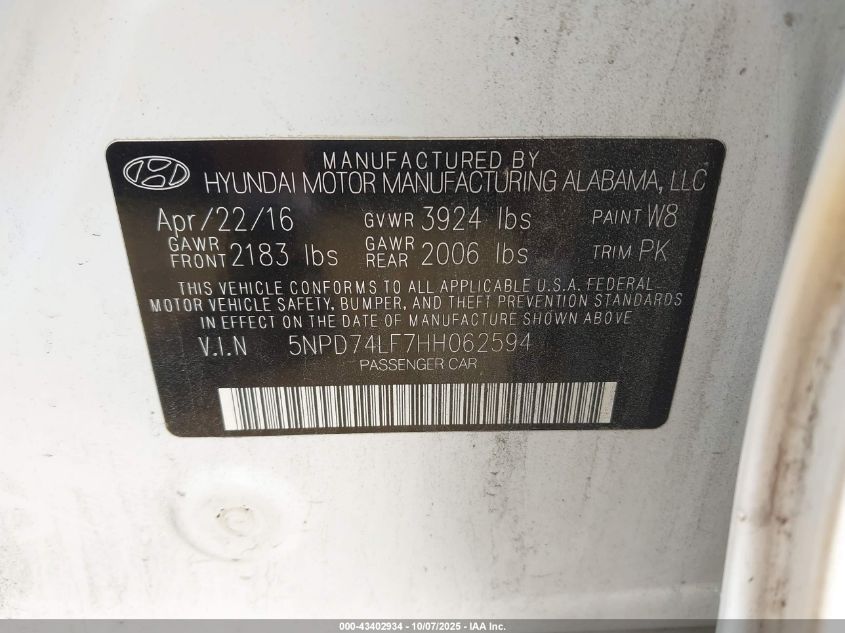 MANUFACTURED BY
HYUNDAI MOTOR MANUFACTURING ALABAMA, LLC
Apr/22/16 GVWR 3924 lbs PAINT W8
GAWR FRONT 2183 lbs GAWR REAR 2006 lbs TRIM PK
THIS VEHICLE CONFORMS TO ALL APPLICABLE U.S.A. FEDERAL
MOTOR VEHICLE SAFETY, BUMPER, AND THEFT PREVENTION STANDARDS
IN EFFECT ON THE DATE OF MANUFACTURE SHOWN ABOVE
V.I.N 5NPD74LF7HH062594
PASSENGER CAR
000-43402934 - 10/07/2025 - IAA Inc.